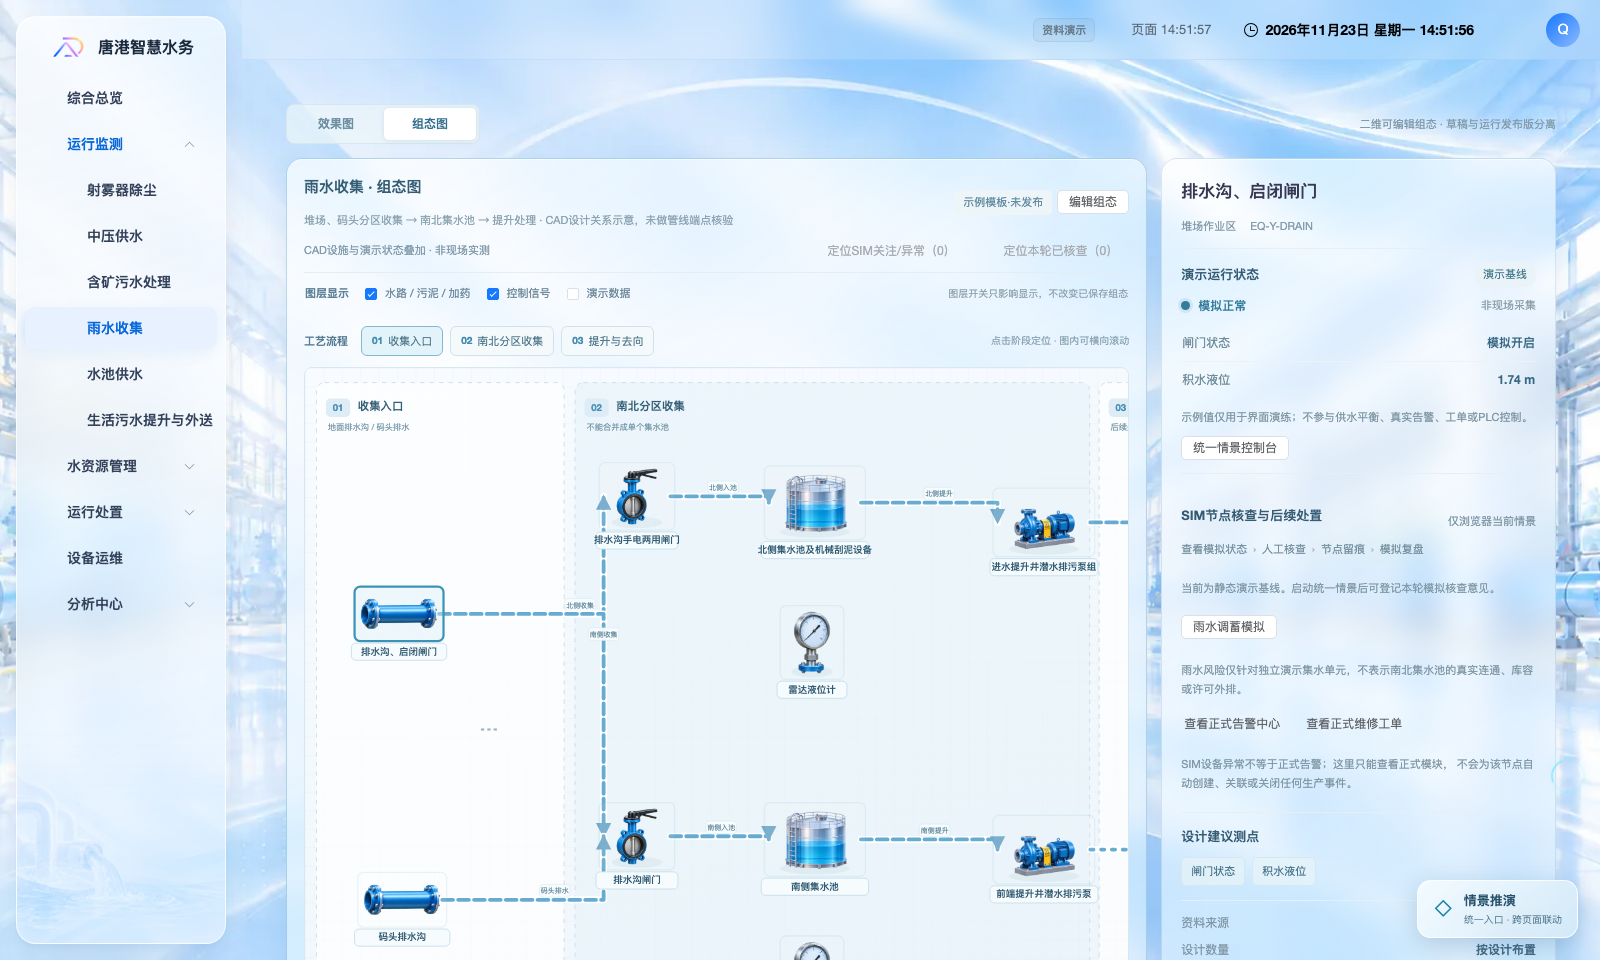 唐港智慧水务
资料演示
页面 14:51:57
2026年11月23日 星期一 14:51:56
Q
综合总览
运行监测
射雾器除尘
中压供水
含矿污水处理
雨水收集
水池供水
生活污水提升与外送
水资源管理
运行处置
设备运维
分析中心
效果图
组态图
二维可编辑组态 · 草稿与运行发布版分离
雨水收集 · 组态图
堆场、码头分区收集 → 南北集水池 → 提升处理 · CAD设计关系示意，未做管线端点核验
示例模板·未发布
编辑组态
CAD设施与演示状态叠加 · 非现场实测
定位SIM关注/异常（0）
定位本轮已核查（0）
图层显示
水路 / 污泥 / 加药
控制信号
演示数据
图层开关只影响显示，不改变已保存组态
工艺流程
01 收集入口
02 南北分区收集
03 提升与去向
点击阶段定位 · 图内可横向滚动
01 收集入口
地面排水沟 / 码头排水
02 南北分区收集
不能合并成单个集水池
03
后续
北侧入池
北侧提升
排水沟手电两用闸门
北侧集水池及机械刮泥设备
进水提升井潜水排污泵组
北侧收集
南侧收集
排水沟、启闭闸门
雷达液位计
南侧入池
南侧提升
排水沟闸门
南侧集水池
前端提升井潜水排污泵
码头排水
码头排水沟
排水沟、启闭闸门
堆场作业区 EQ-Y-DRAIN
演示运行状态
演示基线
模拟正常
非现场采集
闸门状态
模拟开启
积水液位
1.74 m
示例值仅用于界面演练；不参与供水平衡、真实告警、工单或PLC控制。
统一情景控制台
SIM节点核查与后续处置
仅浏览器当前情景
查看模拟状态 › 人工核查 › 节点留痕 › 模拟复盘
当前为静态演示基线。启动统一情景后可登记本轮模拟核查意见。
雨水调蓄模拟
雨水风险仅针对独立演示集水单元，不表示南北集水池的真实连通、库容
或许可外排。
查看正式告警中心
查看正式维修工单
SIM设备异常不等于正式告警；这里只能查看正式模块， 不会为该节点自
动创建、关联或关闭任何生产事件。
设计建议测点
闸门状态
积水液位
资料来源
设计数量
按设计布置
情景推演
统一入口 · 跨页面联动